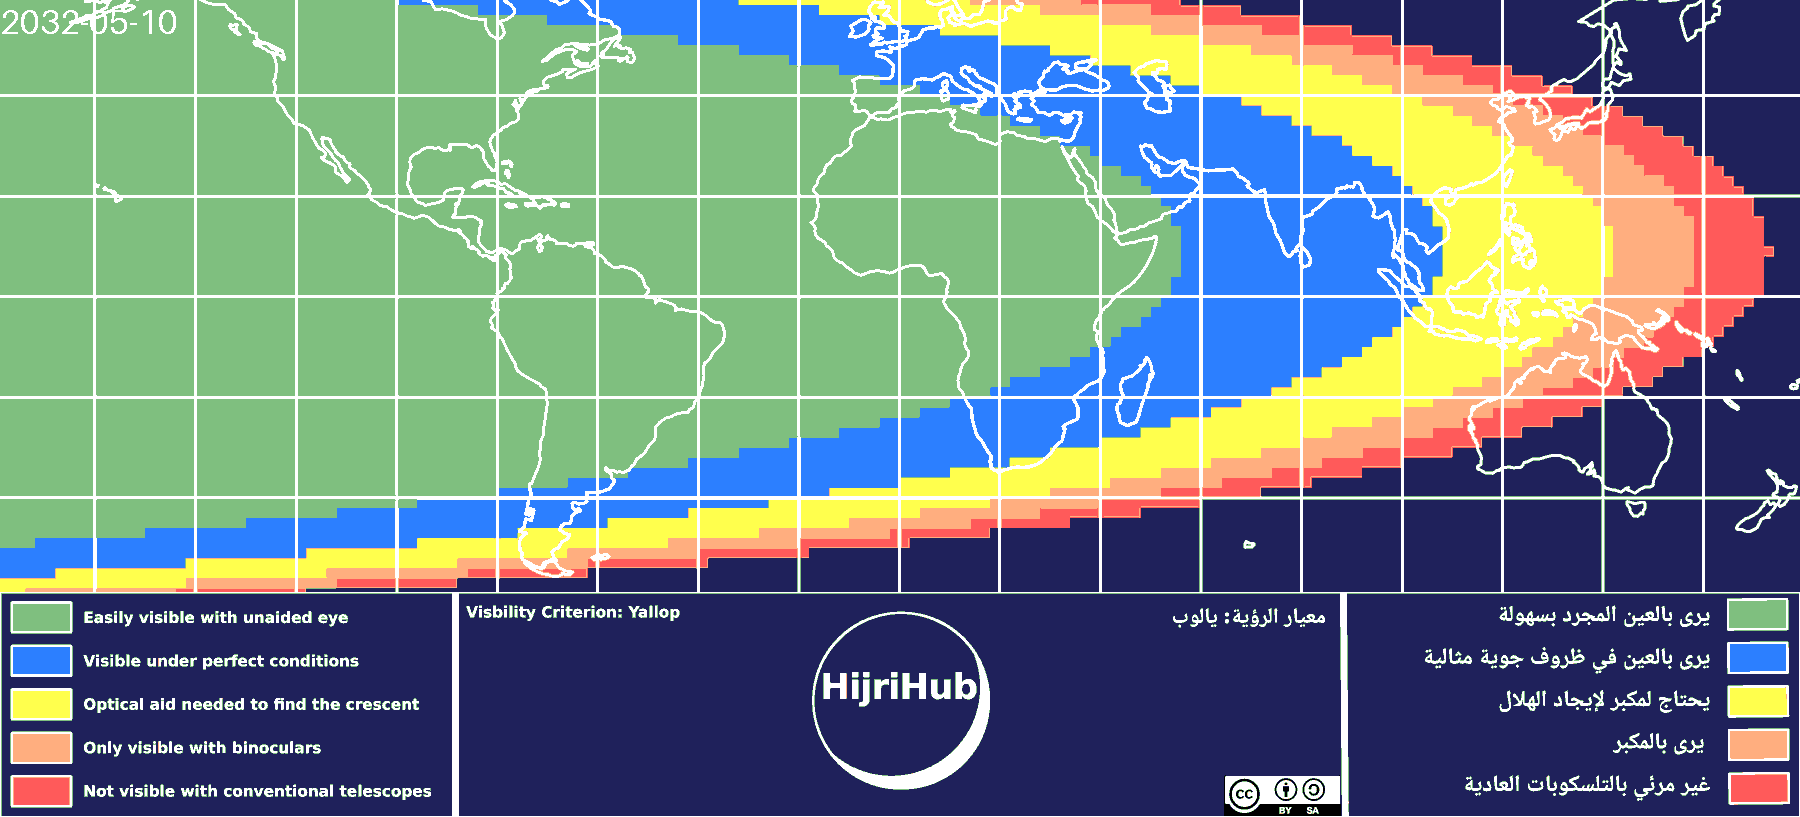 2032-05-10
Easily visible with unaided eye
Visible under perfect conditions
Optical aid needed to find the crescent
Only visible with binoculars
Not visible with conventional telescopes
Visbility Criterion: Yallop
معيار الرؤية: يالوب
HijriHub
cc
BY SA
يرى بالعين المجرد بسهولة
يرى بالعين في ظروف جوية مثالية
يحتاج لمكبر لإيجاد الهلال
يرى بالمكبر
غير مرئي بالتلسكوبات العادية